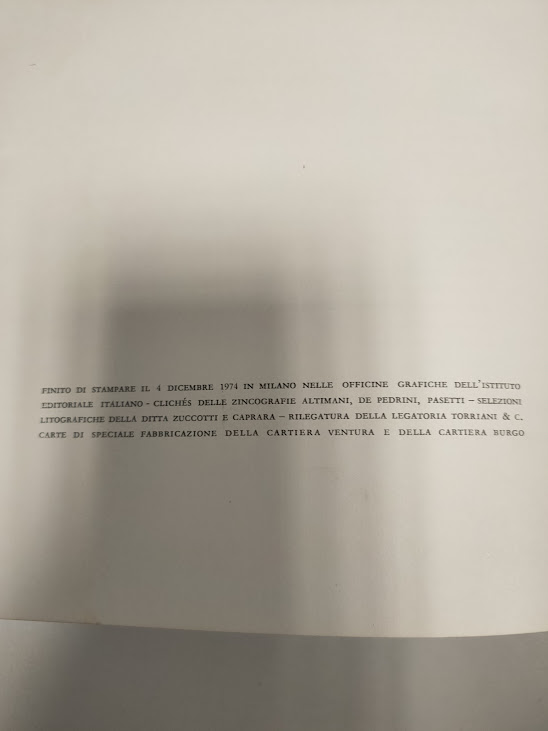 FINITO DI STAMPARE IL 4 DICEMBRE 1974 IN MILANO NELLE OFFICINE GRAFICHE DELL'ISTITUTO
EDITORIALE ITALIANO - CLICHÉS DELLE ZINCOGRAFIE ALTIMANI, DE PEDRINI, PASETTI – SELEZIONI
LITOGRAFICHE DELLA DITTA ZUCCOTTI E CAPRARA – RILEGATURA DELLA LEGATORIA TORRIANI & C.
CARTE DI SPECIALE FABBRICAZIONE DELLA CARTIERA VENTURA E DELLA CARTIERA BURGO